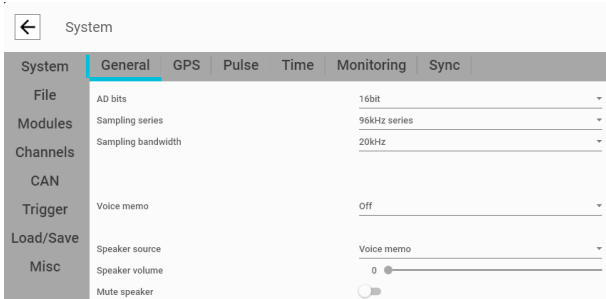 System
System
File
Modules
Channels
CAN
Trigger
Load/Save
Misc
General GPS Pulse Time Monitoring Sync
AD bits 16bit
Sampling series 96kHz series
Sampling bandwidth 20kHz
Voice memo Off
Speaker source Voice memo
Speaker volume 0
Mute speaker